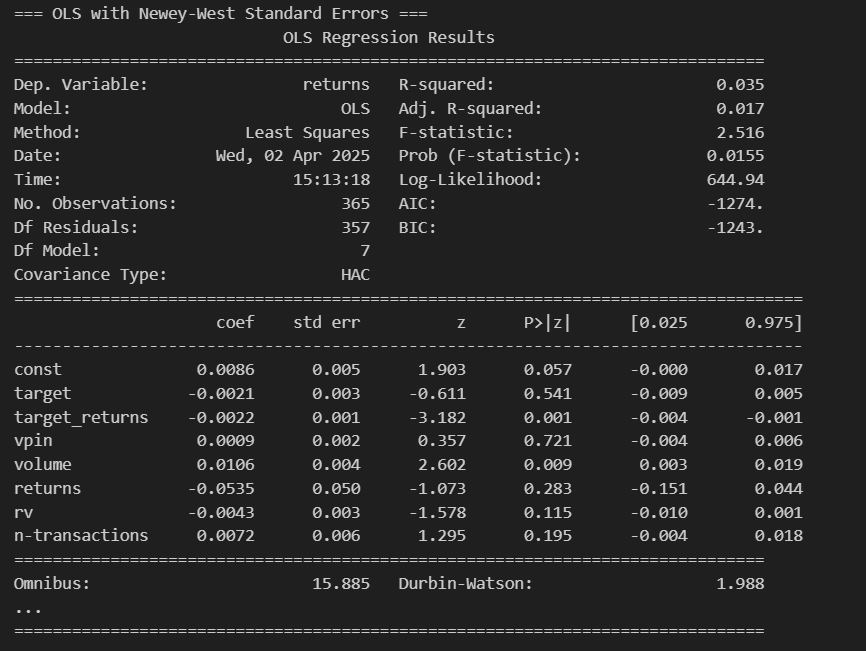 === OLS with Newey-West Standard Errors ===
                            OLS Regression Results
==============================================================================
Dep. Variable:                returns   R-squared:                       0.035
Model:                            OLS   Adj. R-squared:                  0.017
Method:                 Least Squares   F-statistic:                     2.516
Date:                Wed, 02 Apr 2025   Prob (F-statistic):             0.0155
Time:                        15:13:18   Log-Likelihood:                 644.94
No. Observations:                 365   AIC:                            -1274.
Df Residuals:                     357   BIC:                            -1243.
Df Model:                           7
Covariance Type:                  HAC
==================================================================================
                     coef    std err          z      P>|z|      [0.025      0.975]
----------------------------------------------------------------------------------
const              0.0086      0.005      1.903      0.057      -0.000       0.017
target            -0.0021      0.003     -0.611      0.541      -0.009       0.005
target_returns    -0.0022      0.001     -3.182      0.001      -0.004      -0.001
vpin               0.0009      0.002      0.357      0.721      -0.004       0.006
volume             0.0106      0.004      2.602      0.009       0.003       0.019
returns           -0.0535      0.050     -1.073      0.283      -0.151       0.044
rv                -0.0043      0.003     -1.578      0.115      -0.010       0.001
n-transactions     0.0072      0.006      1.295      0.195      -0.004       0.018
==============================================================================
Omnibus:                       15.885   Durbin-Watson:                   1.988
...
==============================================================================